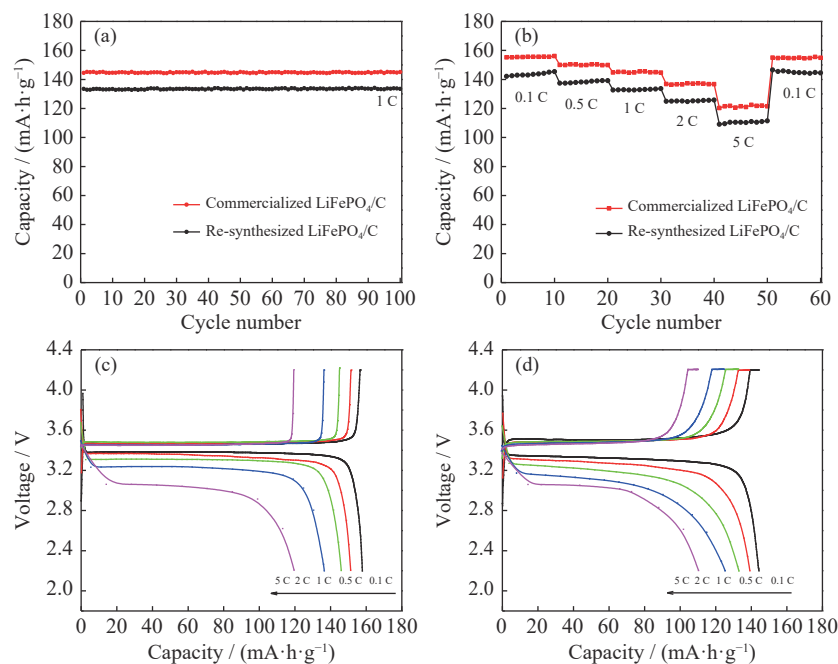 (a)
Capacity / (mA·h·g⁻¹)
180
160
140
120
100
80
60
40
20
0
1 C
Commercialized LiFePO₄/C
Re-synthesized LiFePO₄/C
0 10 20 30 40 50 60 70 80 90 100
Cycle number
(b)
Capacity / (mA·h·g⁻¹)
180
160
140
120
100
80
60
40
20
0
0.1 C
0.5 C
1 C
2 C
5 C
0.1 C
Commercialized LiFePO₄/C
Re-synthesized LiFePO₄/C
0 10 20 30 40 50 60
Cycle number
(c)
Voltage / V
4.4
4.0
3.6
3.2
2.8
2.4
2.0
5 C 2 C 1 C 0.5 C 0.1 C
0 20 40 60 80 100 120 140 160 180
Capacity / (mA·h·g⁻¹)
(d)
Voltage / V
4.4
4.0
3.6
3.2
2.8
2.4
2.0
5 C 2 C 1 C 0.5 C 0.1 C
0 20 40 60 80 100 120 140 160 180
Capacity / (mA·h·g⁻¹)